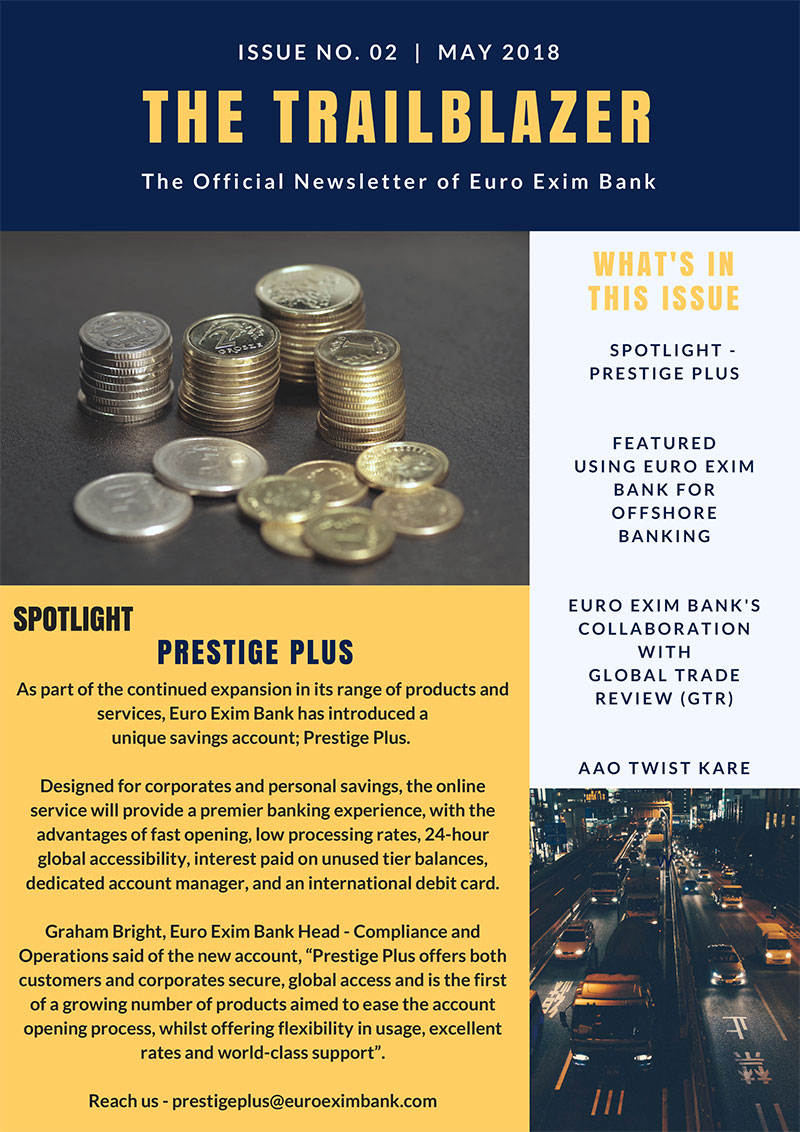 ISSUE NO. 02 | MAY 2018
THE TRAILBLAZER
The Official Newsletter of Euro Exim Bank
WHAT'S IN
THIS ISSUE
SPOTLIGHT -
PRESTIGE PLUS
FEATURED
USING EURO EXIM
BANK FOR
OFFSHORE
BANKING
EURO EXIM BANK'S
COLLABORATION
WITH
GLOBAL TRADE
REVIEW (GTR)
AAO TWIST KARE
2
GROSZE
SPOTLIGHT
PRESTIGE PLUS
As part of the continued expansion in its range of products and
services, Euro Exim Bank has introduced a
unique savings account; Prestige Plus.
Designed for corporates and personal savings, the online
service will provide a premier banking experience, with the
advantages of fast opening, low processing rates, 24-hour
global accessibility, interest paid on unused tier balances,
dedicated account manager, and an international debit card.
Graham Bright, Euro Exim Bank Head - Compliance and
Operations said of the new account, “Prestige Plus offers both
customers and corporates secure, global access and is the first
of a growing number of products aimed to ease the account
opening process, whilst offering flexibility in usage, excellent
rates and world-class support”.
Reach us - prestigeplus@euroeximbank.com